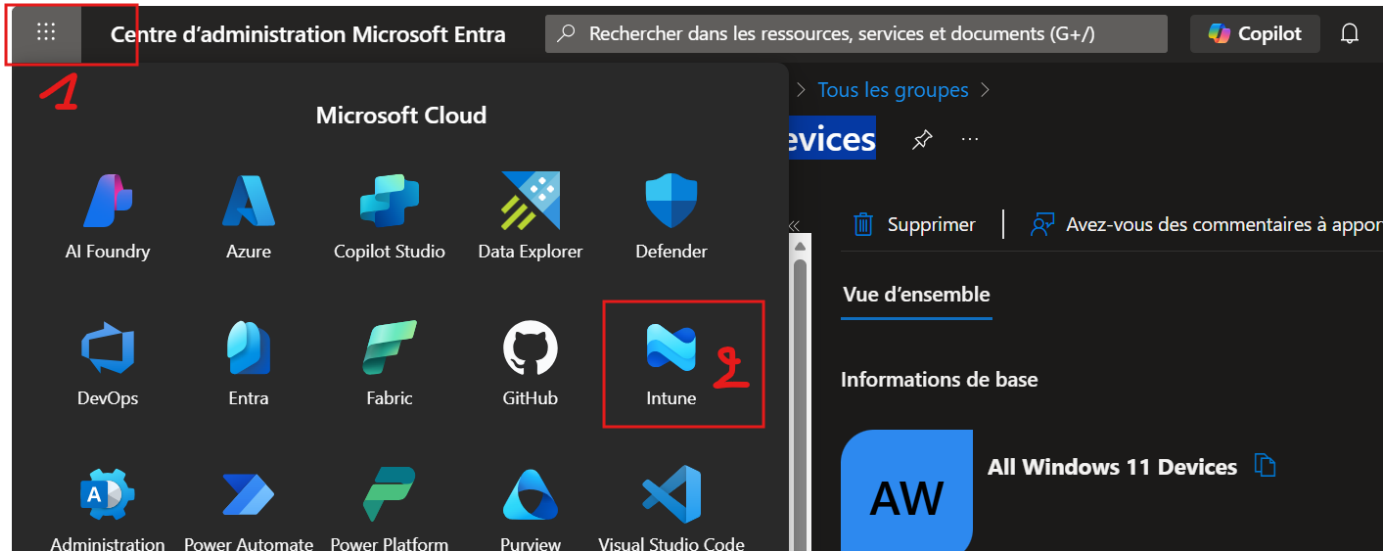 Centre d'administration Microsoft Entra
Rechercher dans les ressources, services et documents (G+/)
Copilot
1
Microsoft Cloud
Tous les groupes
evices
AI Foundry
Azure
Copilot Studio
Data Explorer
Defender
Supprimer
Avez-vous des commentaires à appor
Vue d'ensemble
DevOps
Entra
Fabric
GitHub
Intune
2
Informations de base
AW
All Windows 11 Devices
A
Administration
Power Automate
Power Platform
Purview
Visual Studio Code